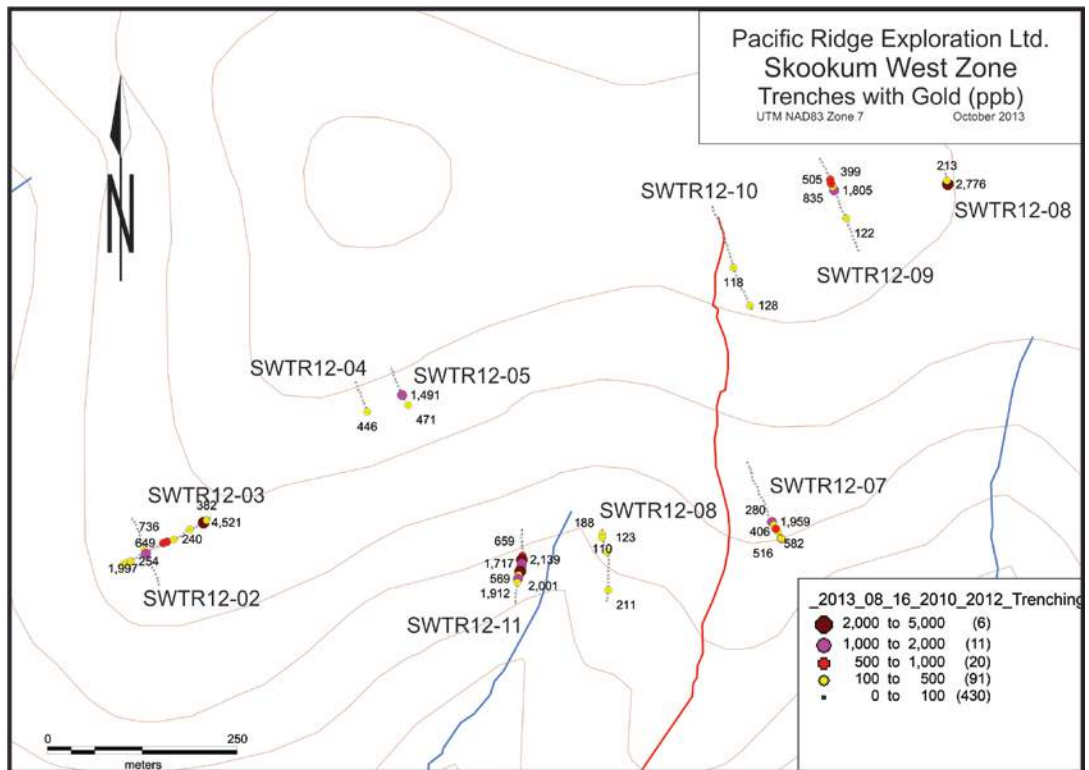 Pacific Ridge Exploration Ltd.
Skookum West Zone
Trenches with Gold (ppb)
UTM NAD83 Zone 7 October 2013
N
213
2,776
SWTR12-08
399
505
835
1,805
122
SWTR12-09
SWTR12-10
118
128
SWTR12-04
446
SWTR12-05
1,491
471
SWTR12-03
382
4,521
736
649
240
254
1,997
SWTR12-02
SWTR12-07
280
1,959
406
582
516
SWTR12-08
188
123
110
211
659
1,717
2,139
569
2,001
1,912
SWTR12-11
_2013_08_16_2010_2012_Trenching
2,000 to 5,000 (6)
1,000 to 2,000 (11)
500 to 1,000 (20)
100 to 500 (91)
0 to 100 (430)
0 250
meters